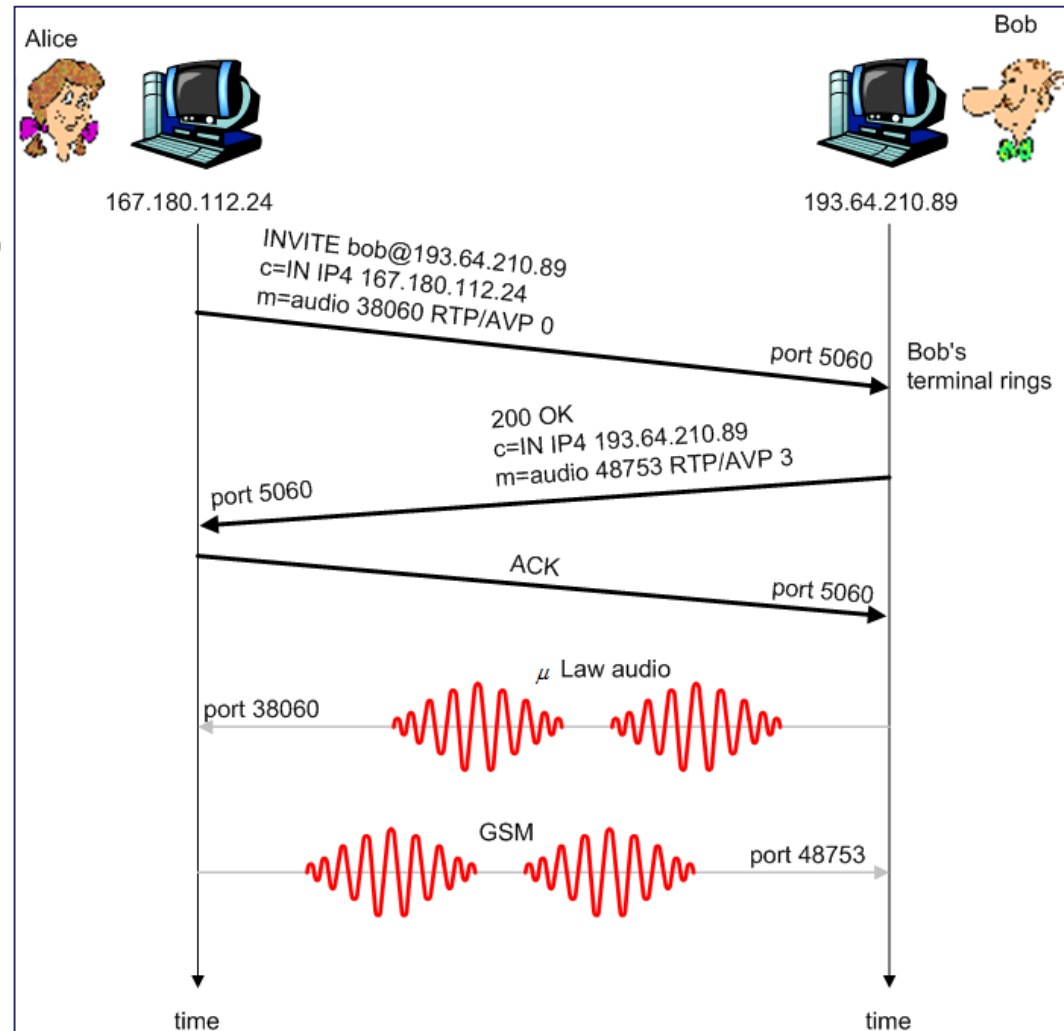 Alice
Bob
167.180.112.24
193.64.210.89
INVITE bob@193.64.210.89
c=IN IP4 167.180.112.24
m=audio 38060 RTP/AVP 0
port 5060
Bob's
terminal rings
200 OK
c=IN IP4 193.64.210.89
m=audio 48753 RTP/AVP 3
port 5060
ACK
port 5060
μ Law audio
port 38060
GSM
port 48753
time
time